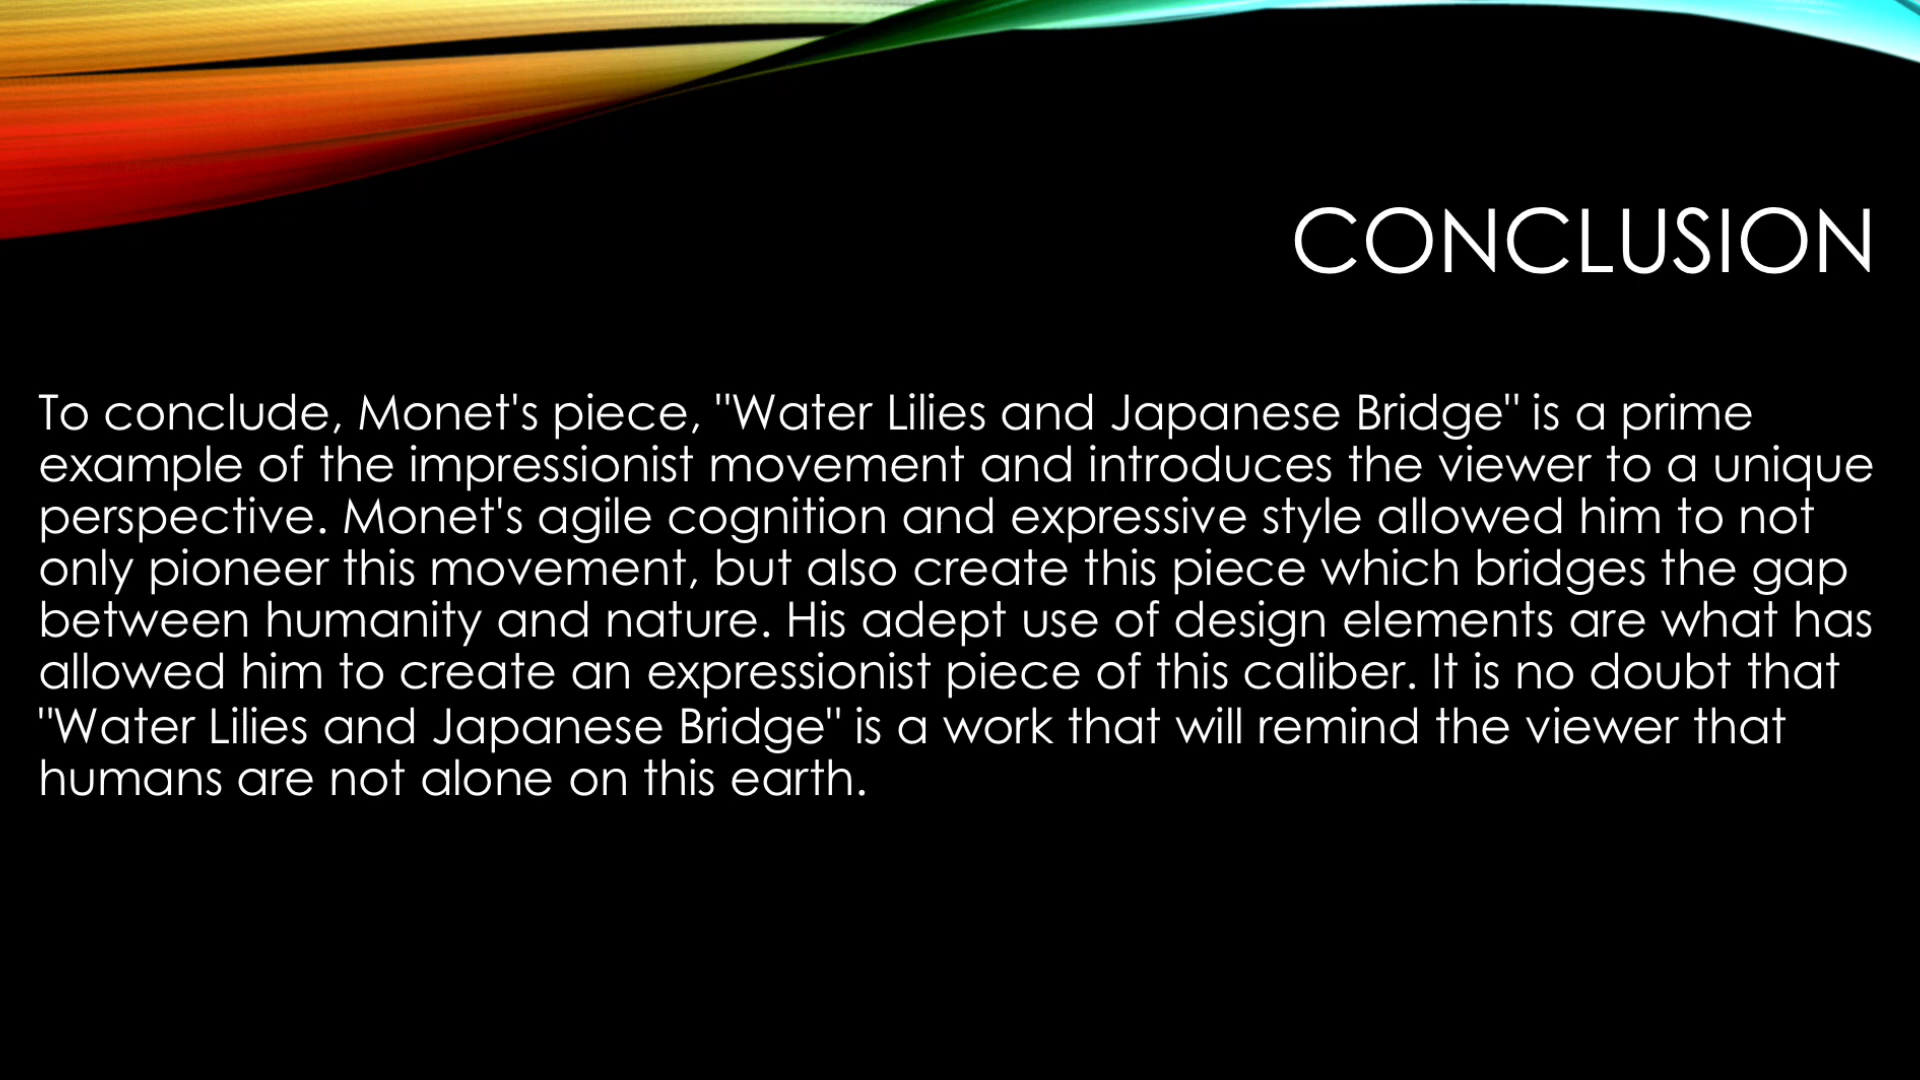 CONCLUSION
To conclude, Monet's piece, "Water Lilies and Japanese Bridge" is a prime
example of the impressionist movement and introduces the viewer to a unique
perspective. Monet's agile cognition and expressive style allowed him to not
only pioneer this movement, but also create this piece which bridges the gap
between humanity and nature. His adept use of design elements are what has
allowed him to create an expressionist piece of this caliber. It is no doubt that
"Water Lilies and Japanese Bridge" is a work that will remind the viewer that
humans are not alone on this earth.